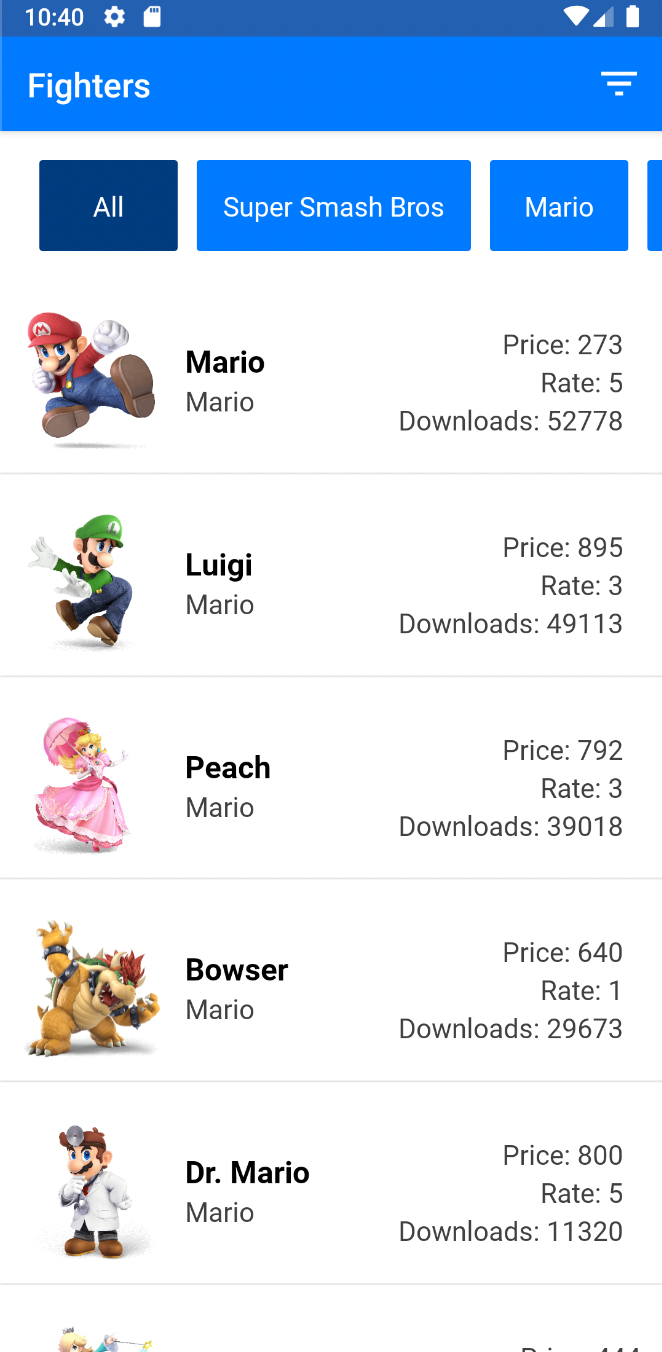 10:40
Fighters
All
Super Smash Bros
Mario
Mario
Mario
Price: 273
Rate: 5
Downloads: 52778
Luigi
Mario
Price: 895
Rate: 3
Downloads: 49113
Peach
Mario
Price: 792
Rate: 3
Downloads: 39018
Bowser
Mario
Price: 640
Rate: 1
Downloads: 29673
Dr. Mario
Mario
Price: 800
Rate: 5
Downloads: 11320